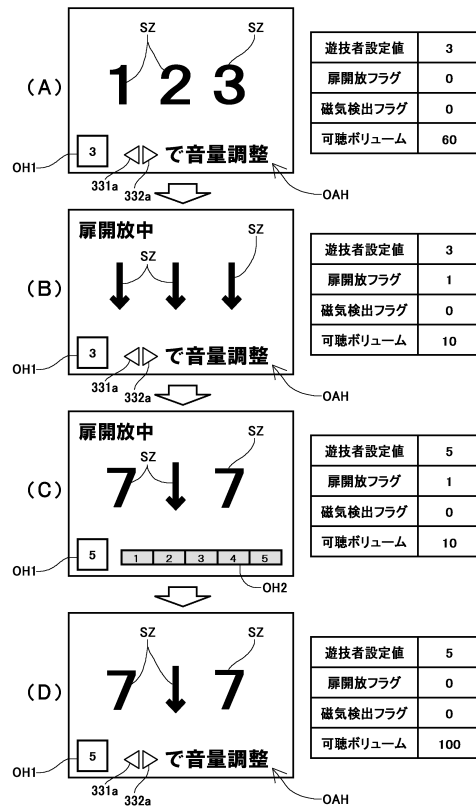 SZ SZ
(A)
1 2 3
3
で音量調整
OH1
331a
332a
OAH
遊技者設定値 3
扉開放フラグ 0
磁気検出フラグ 0
可聴ボリューム 60
扉開放中
SZ SZ
(B)
3
で音量調整
OH1
331a
332a
OAH
遊技者設定値 3
扉開放フラグ 1
磁気検出フラグ 0
可聴ボリューム 10
扉開放中
SZ SZ
(C)
7 7
5
1 2 3 4 5
OH1
OH2
遊技者設定値 5
扉開放フラグ 1
磁気検出フラグ 0
可聴ボリューム 10
SZ SZ
(D)
7 7
5
で音量調整
OH1
331a
332a
OAH
遊技者設定値 5
扉開放フラグ 0
磁気検出フラグ 0
可聴ボリューム 100